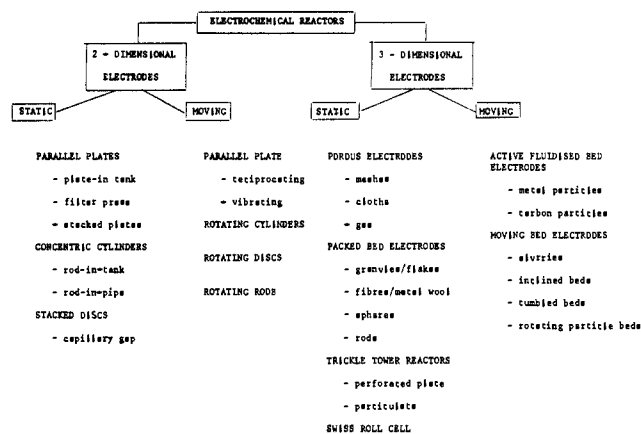 ELECTROCHEMICAL REACTORS
2 - DIMENSIONAL
ELECTRODES
3 - DIMENSIONAL
ELECTRODES
STATIC
MOVING
STATIC
MOVING
PARALLEL PLATES
- plate-in tank
- filter press
- stacked plates
CONCENTRIC CYLINDERS
- rod-in-tank
- rod-in-pipe
STACKED DISCS
- capillary gap
PARALLEL PLATE
- reciprocating
- vibrating
ROTATING CYLINDERS
ROTATING DISCS
ROTATING RODS
POROUS ELECTRODES
- meshes
- cloths
- gas
PACKED BED ELECTRODES
- granules/flakes
- fibres/metal wool
- spheres
- rods
TRICKLE TOWER REACTORS
- perforated plate
- particulate
SWISS ROLL CELL
ACTIVE FLUIDISED BED
ELECTRODES
- metal particles
- carbon particles
MOVING BED ELECTRODES
- slurries
- inclined beds
- tumbled beds
- rotating particle beds